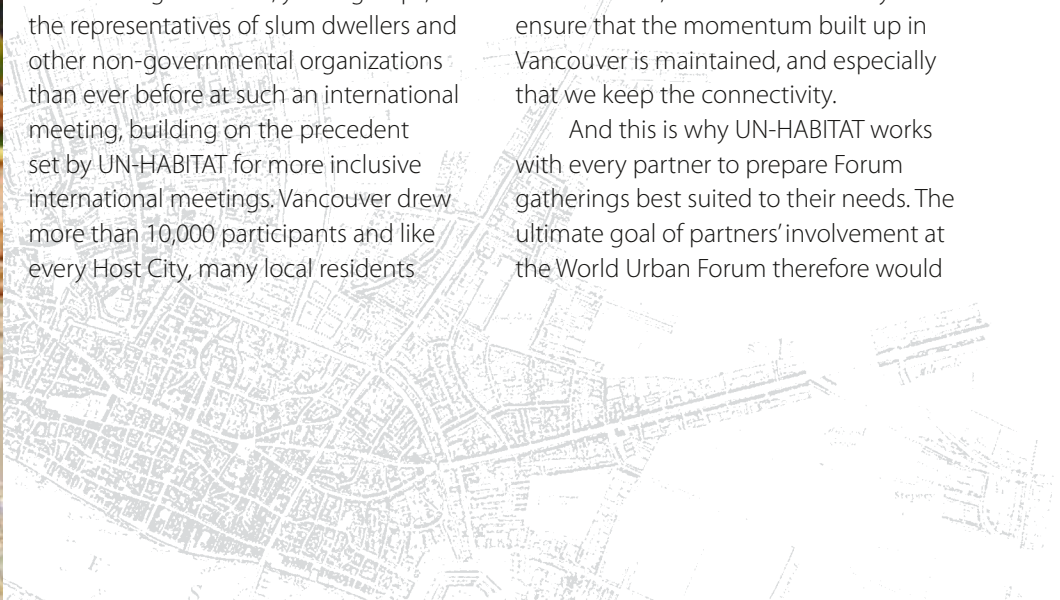 the representatives of slum dwellers and
other non-governmental organizations
than ever before at such an international
meeting, building on the precedent
set by UN-HABITAT for more inclusive
international meetings. Vancouver drew
more than 10,000 participants and like
every Host City, many local residents
ensure that the momentum built up in
Vancouver is maintained, and especially
that we keep the connectivity.
And this is why UN-HABITAT works
with every partner to prepare Forum
gatherings best suited to their needs. The
ultimate goal of partners’ involvement at
the World Urban Forum therefore would